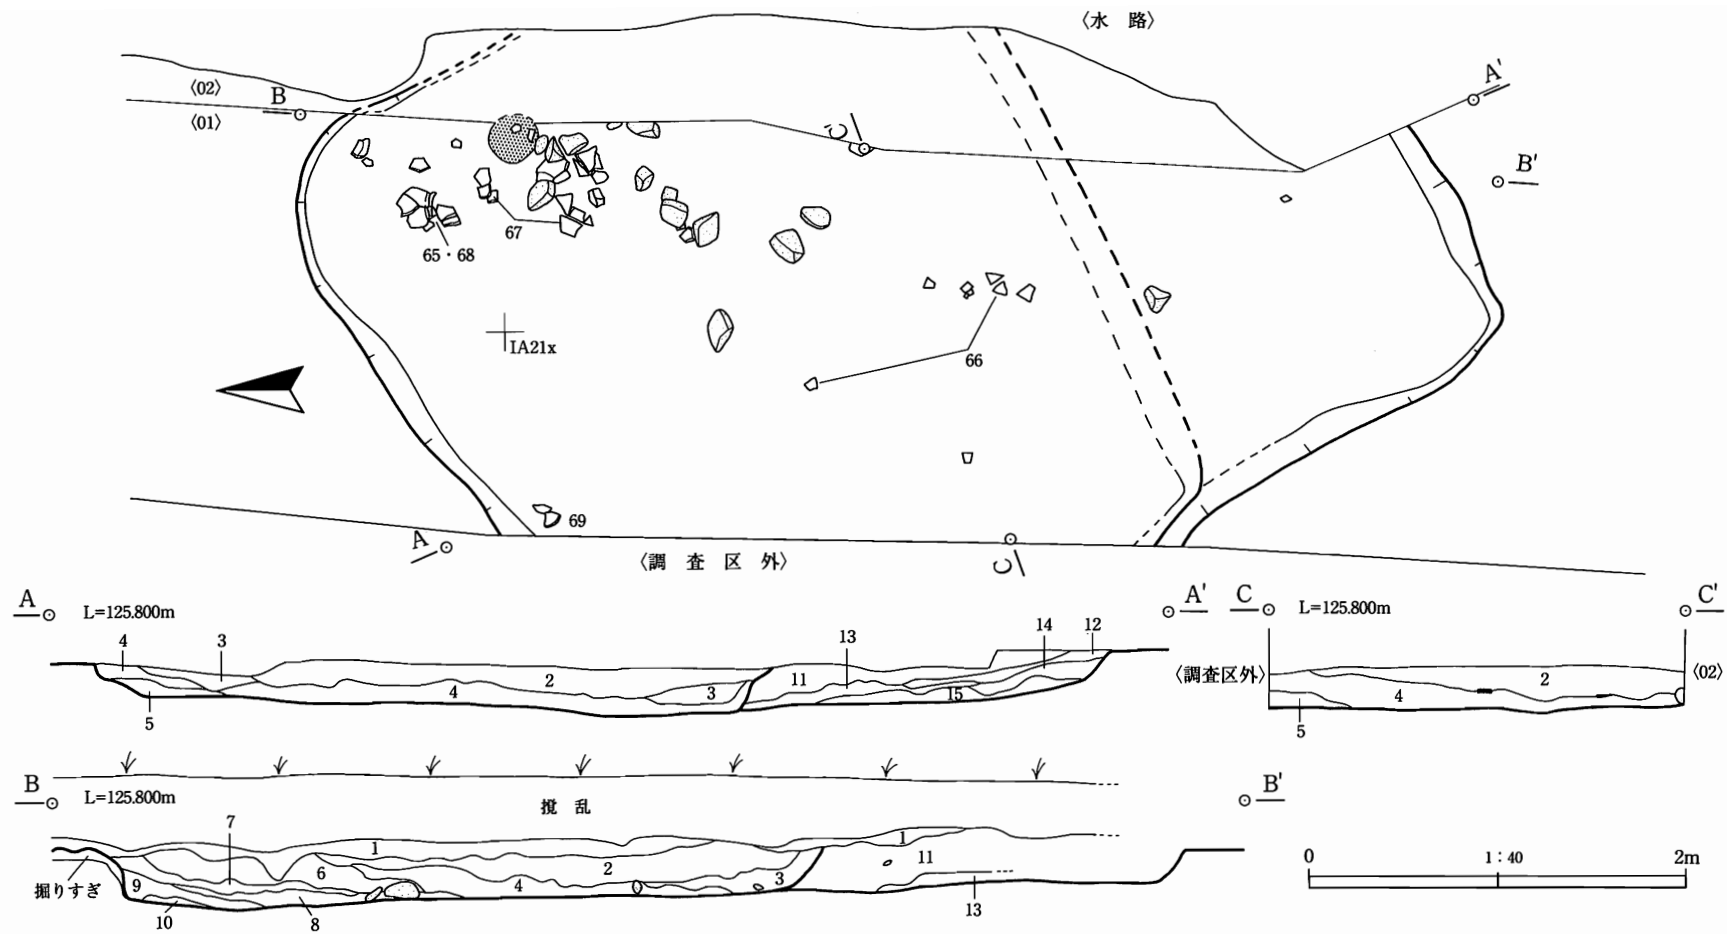 〈水 路〉
A'
〈02〉
B
〈01〉
C'
B'
67
65・68
IA21x
66
69
A
C
〈調 査 区 外〉
A L=125.800m A'
4 3 13 14 12
2 11
4 3 15
5
C L=125.800m C'
〈調査区外〉 2 〈02〉
4
5
B L=125.800m B'
攪 乱
7
1 1
6 2 11
9 4 3
掘りすぎ
10 8 13
0 1:40 2m